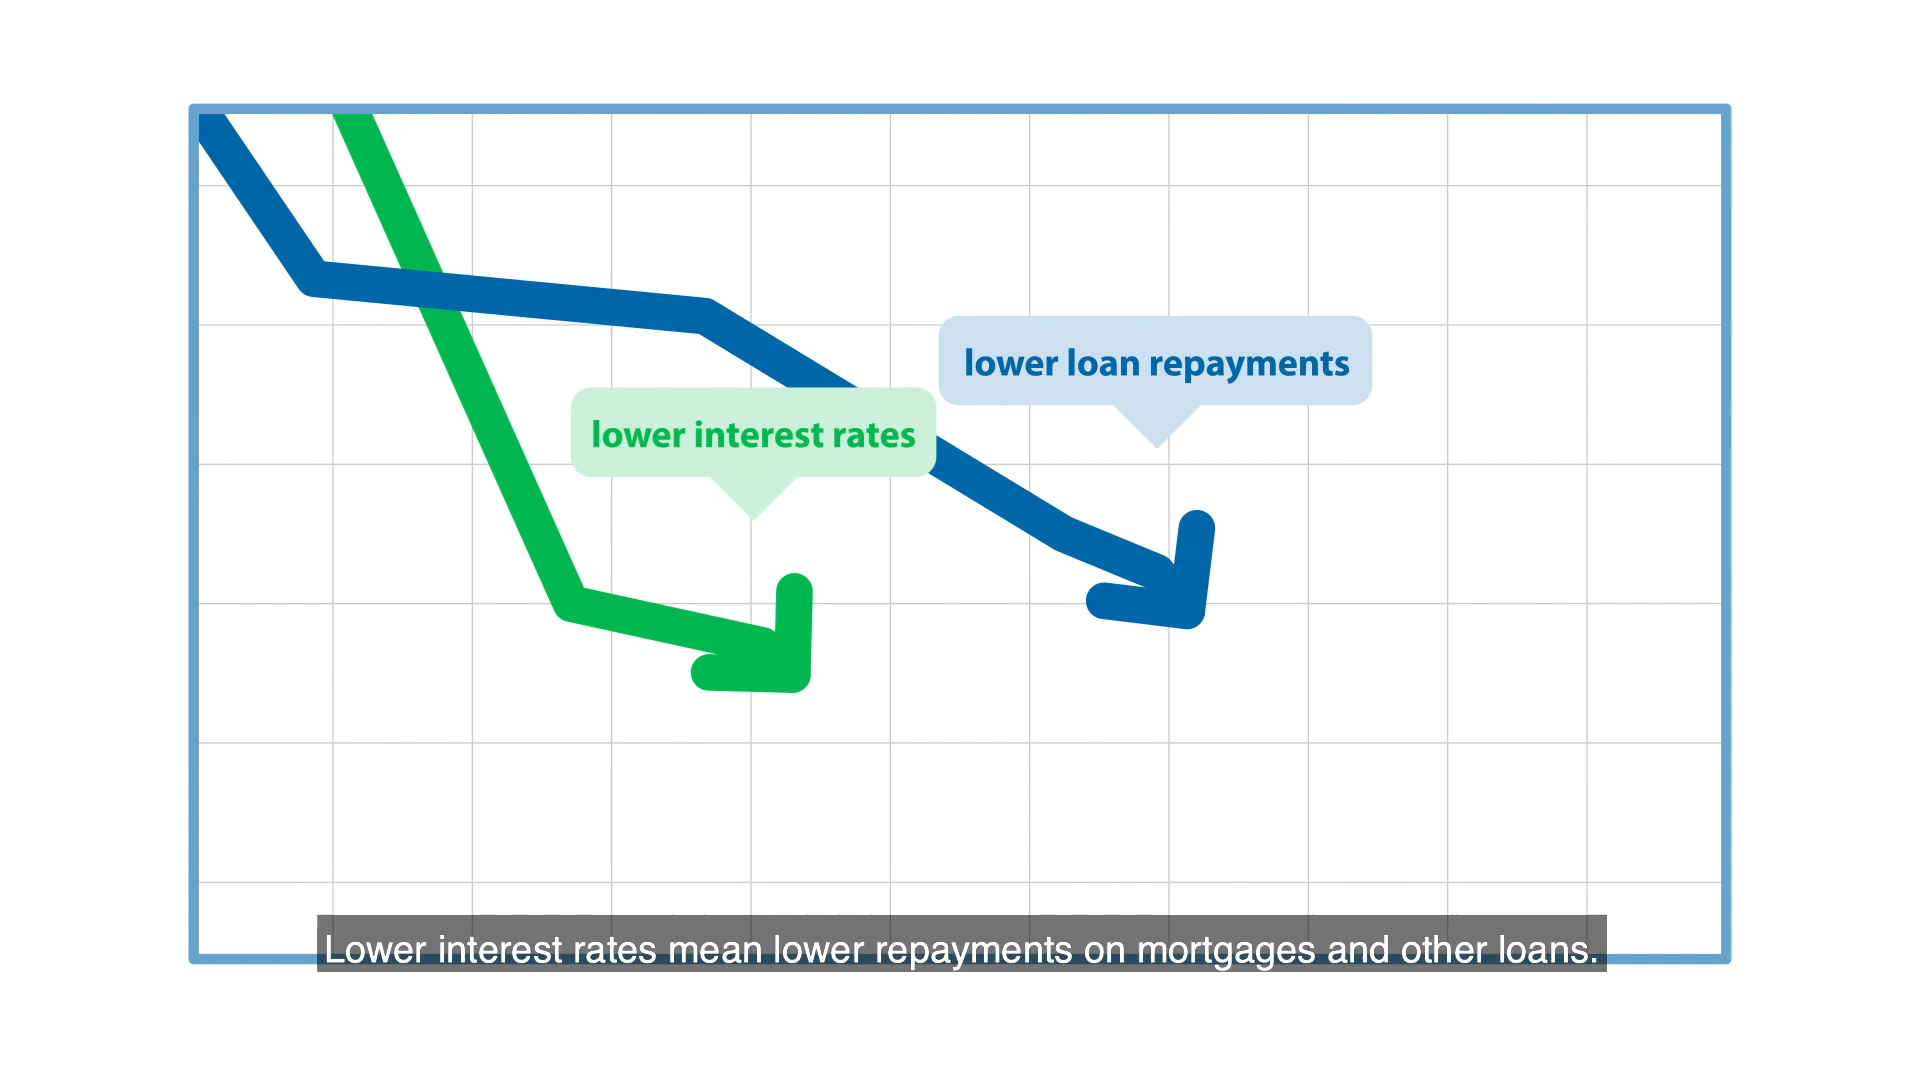 lower loan repayments
lower interest rates
Lower interest rates mean lower repayments on mortgages and other loans.